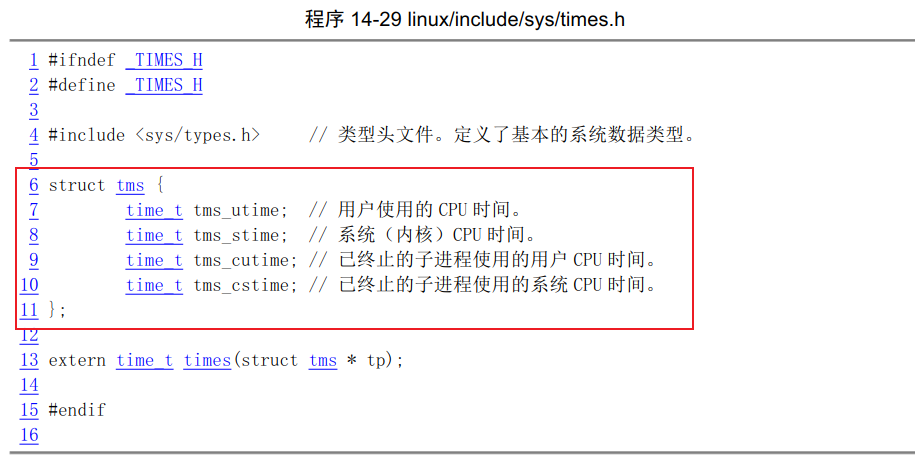 程序 14-29 linux/include/sys/times.h
1 #ifndef _TIMES_H
2 #define _TIMES_H
3
4 #include <sys/types.h>     // 类型头文件。定义了基本的系统数据类型。
5
6 struct tms {
7         time_t tms_utime;  // 用户使用的 CPU 时间。
8         time_t tms_stime;  // 系统（内核）CPU 时间。
9         time_t tms_cutime; // 已终止的子进程使用的用户 CPU 时间。
10         time_t tms_cstime; // 已终止的子进程使用的系统 CPU 时间。
11 };
12
13 extern time_t times(struct tms * tp);
14
15 #endif
16